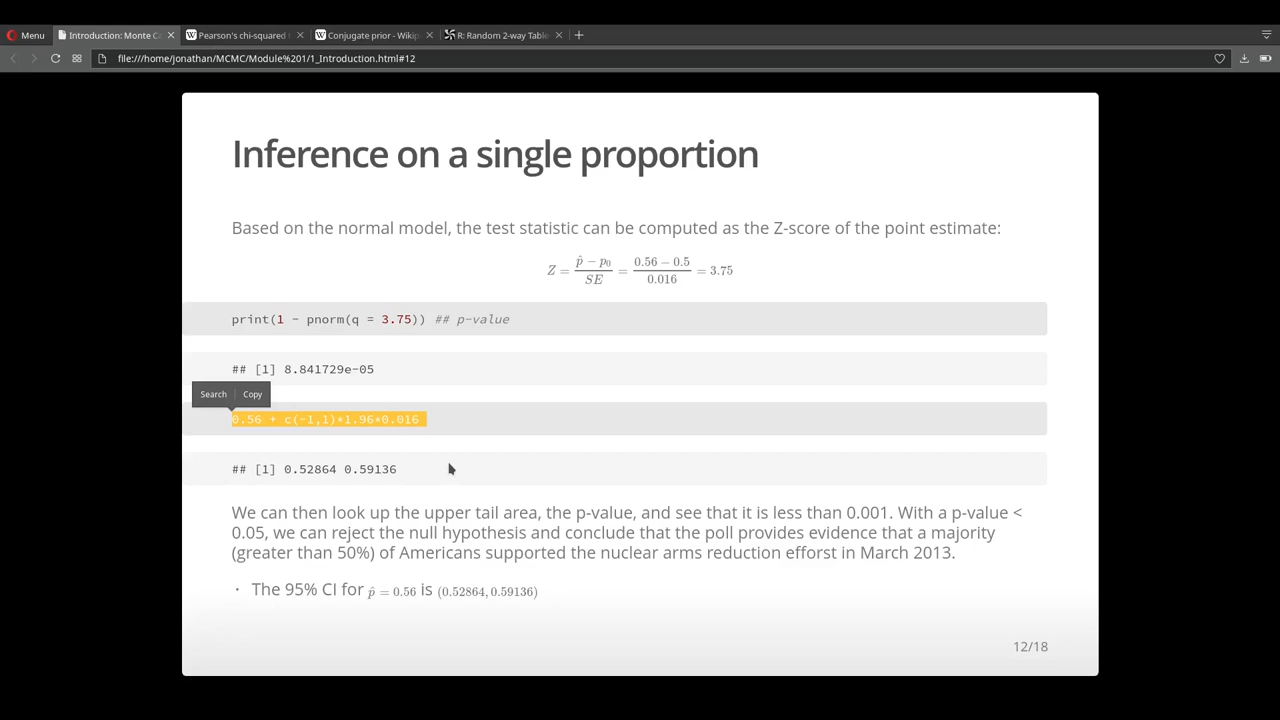 Menu
Introduction: Monte C
Pearson's chi-squared
Conjugate prior - Wikip
R: Random 2-way Table
file:///home/jonathan/MCMC/Module%201/1_Introduction.html#12
Inference on a single proportion
Based on the normal model, the test statistic can be computed as the Z-score of the point estimate:
Z = (p̂ − p₀)/SE = (0.56 − 0.5)/0.016 = 3.75
print(1 - pnorm(q = 3.75)) ## p-value
## [1] 8.841729e-05
Search Copy
0.56 + c(-1,1)*1.96*0.016
## [1] 0.52864 0.59136
We can then look up the upper tail area, the p-value, and see that it is less than 0.001. With a p-value <
0.05, we can reject the null hypothesis and conclude that the poll provides evidence that a majority
(greater than 50%) of Americans supported the nuclear arms reduction efforst in March 2013.
· The 95% CI for p̂ = 0.56 is (0.52864, 0.59136)
12/18